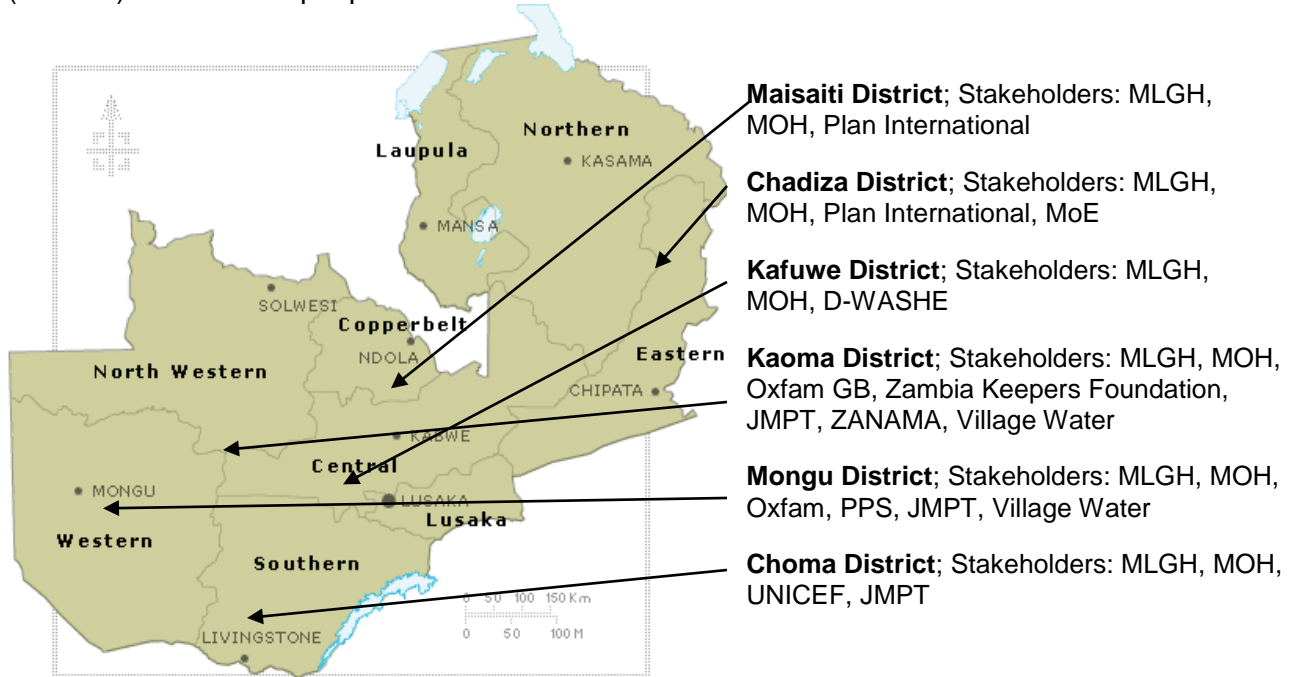 Maisaiti District; Stakeholders: MLGH,
MOH, Plan International
Chadiza District; Stakeholders: MLGH,
MOH, Plan International, MoE
Kafuwe District; Stakeholders: MLGH,
MOH, D-WASHE
Kaoma District; Stakeholders: MLGH, MOH,
Oxfam GB, Zambia Keepers Foundation,
JMPT, ZANAMA, Village Water
Mongu District; Stakeholders: MLGH, MOH,
Oxfam, PPS, JMPT, Village Water
Choma District; Stakeholders: MLGH, MOH,
UNICEF, JMPT
Northern
Laupula
KASAMA
MANSA
SOLWESI
Copperbelt
NDOLA
North Western
Eastern
CHIPATA
KABWE
Central
MONGU
LUSAKA
Lusaka
Western
Southern
0 50 100 150 Km
0 50 100 M
LIVINGSTONE